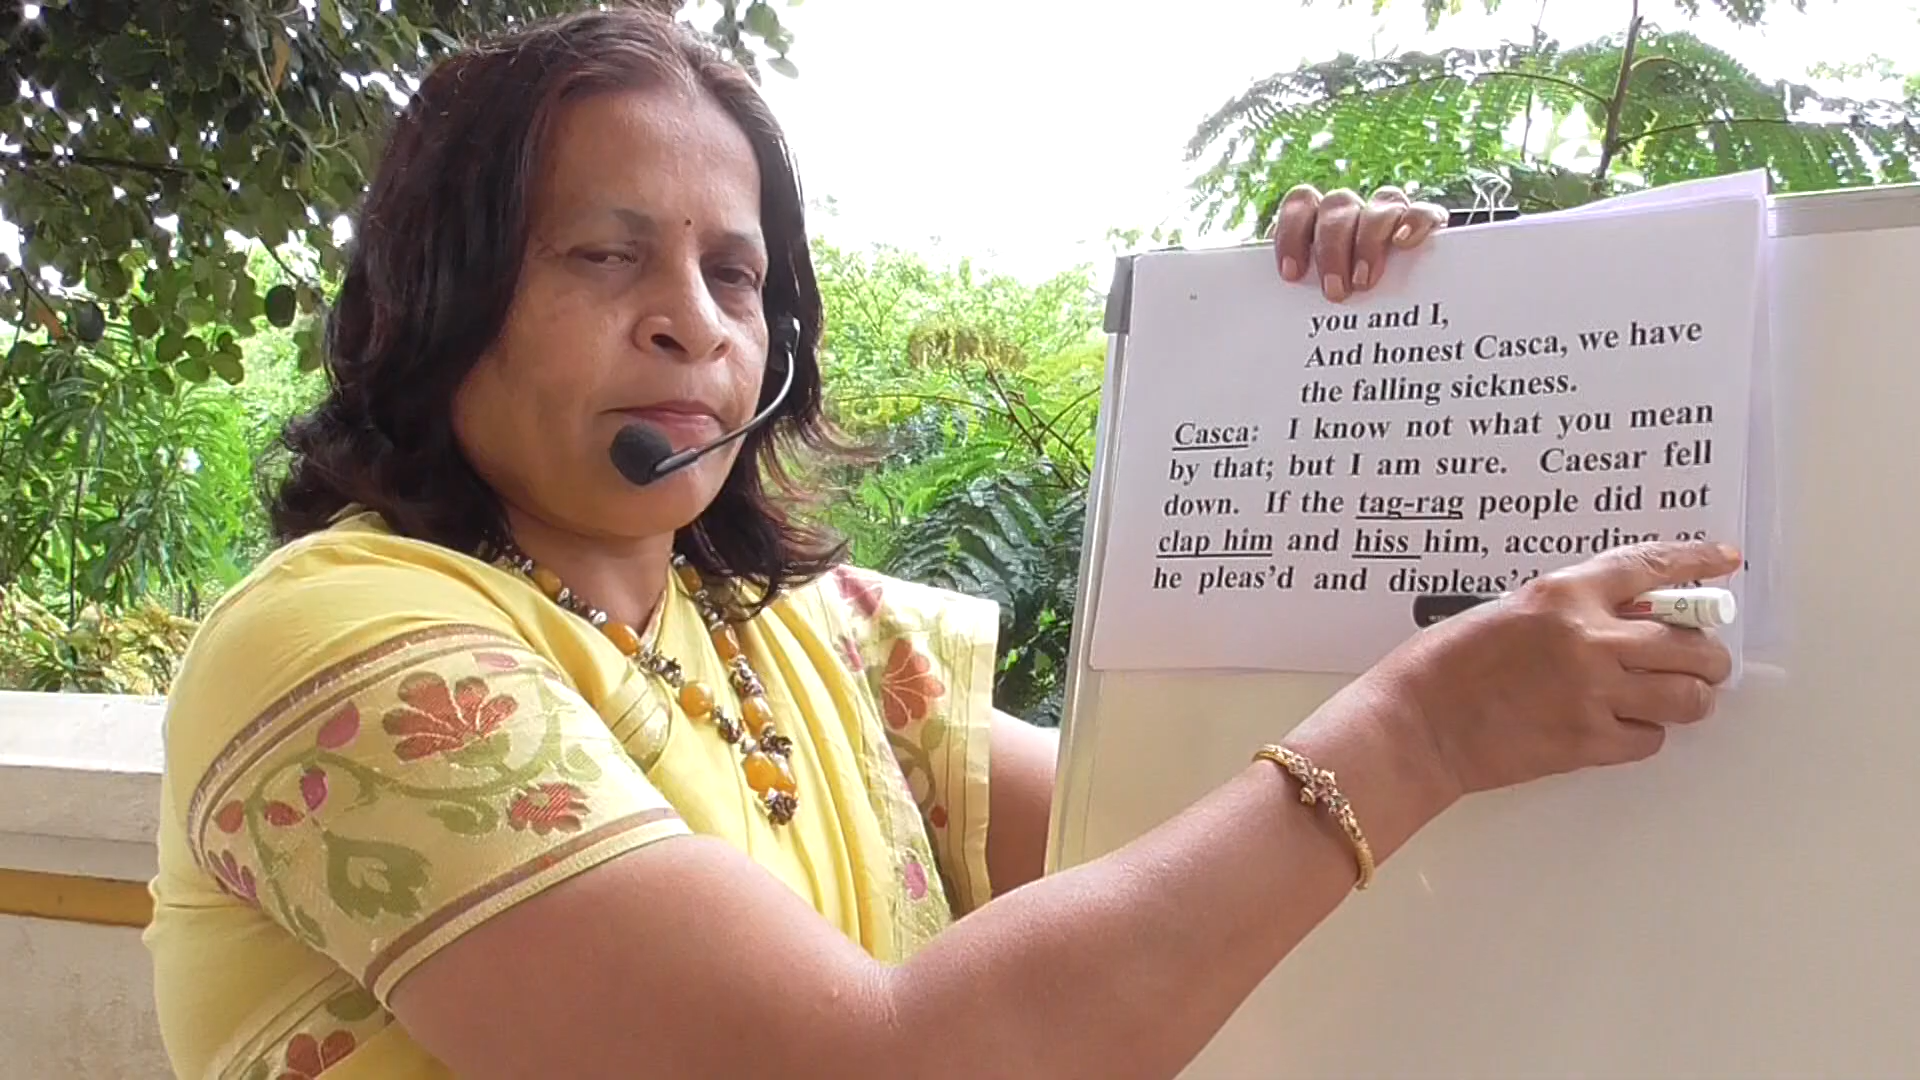 you and I,
And honest Casca, we have
the falling sickness.
Casca: I know not what you mean
by that; but I am sure. Caesar fell
down. If the tag-rag people did not
clap him and hiss him, according as
he pleas’d and displeas’d